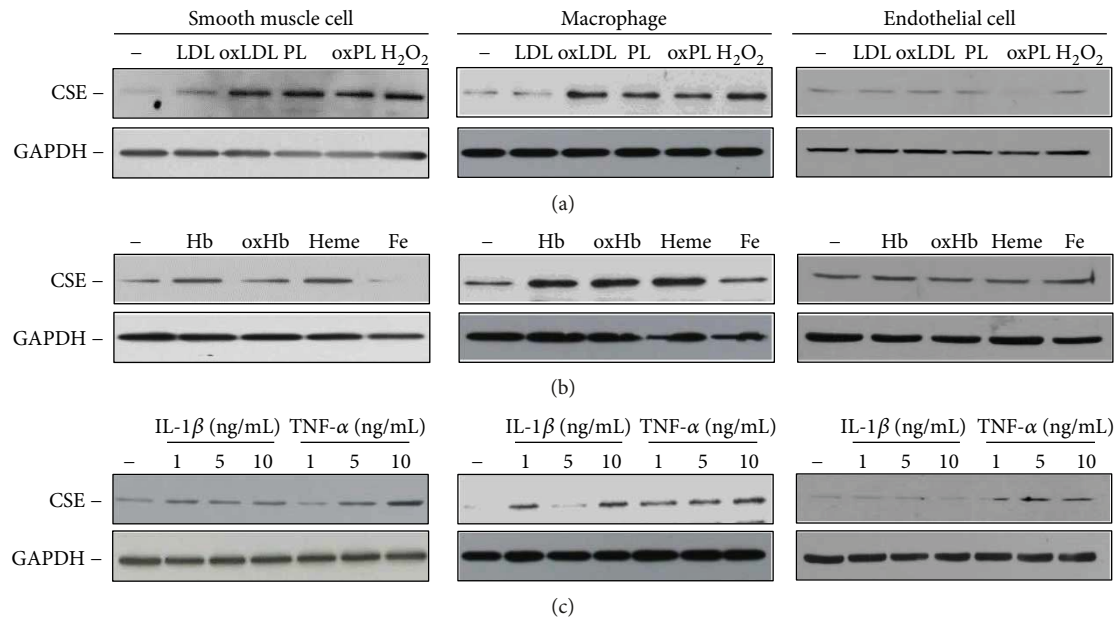 Smooth muscle cell Macrophage Endothelial cell
– LDL oxLDL PL oxPL H₂O₂ – LDL oxLDL PL oxPL H₂O₂ – LDL oxLDL PL oxPL H₂O₂
CSE –
GAPDH –
(a)
– Hb oxHb Heme Fe – Hb oxHb Heme Fe – Hb oxHb Heme Fe
CSE –
GAPDH –
(b)
IL-1β (ng/mL) TNF-α (ng/mL) IL-1β (ng/mL) TNF-α (ng/mL) IL-1β (ng/mL) TNF-α (ng/mL)
– 1 5 10 1 5 10 – 1 5 10 1 5 10 – 1 5 10 1 5 10
CSE –
GAPDH –
(c)